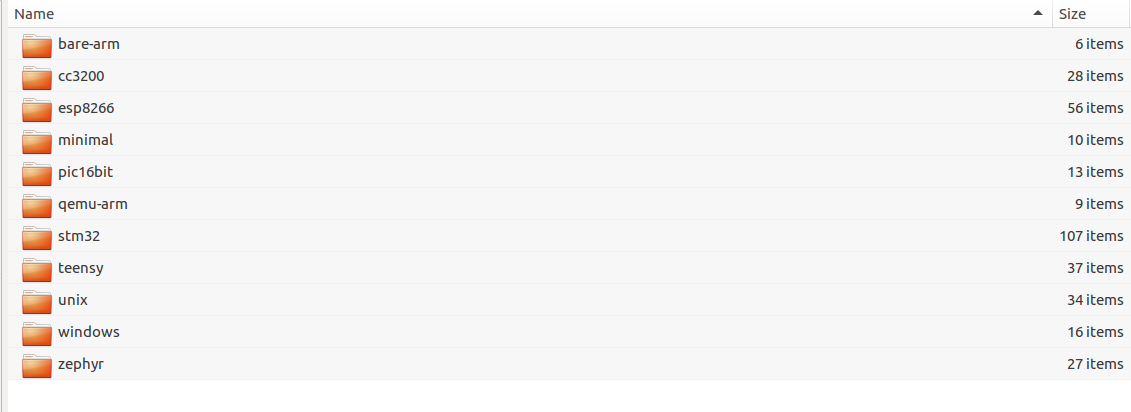 Name Size
bare-arm 6 items
cc3200 28 items
esp8266 56 items
minimal 10 items
pic16bit 13 items
qemu-arm 9 items
stm32 107 items
teensy 37 items
unix 34 items
windows 16 items
zephyr 27 items